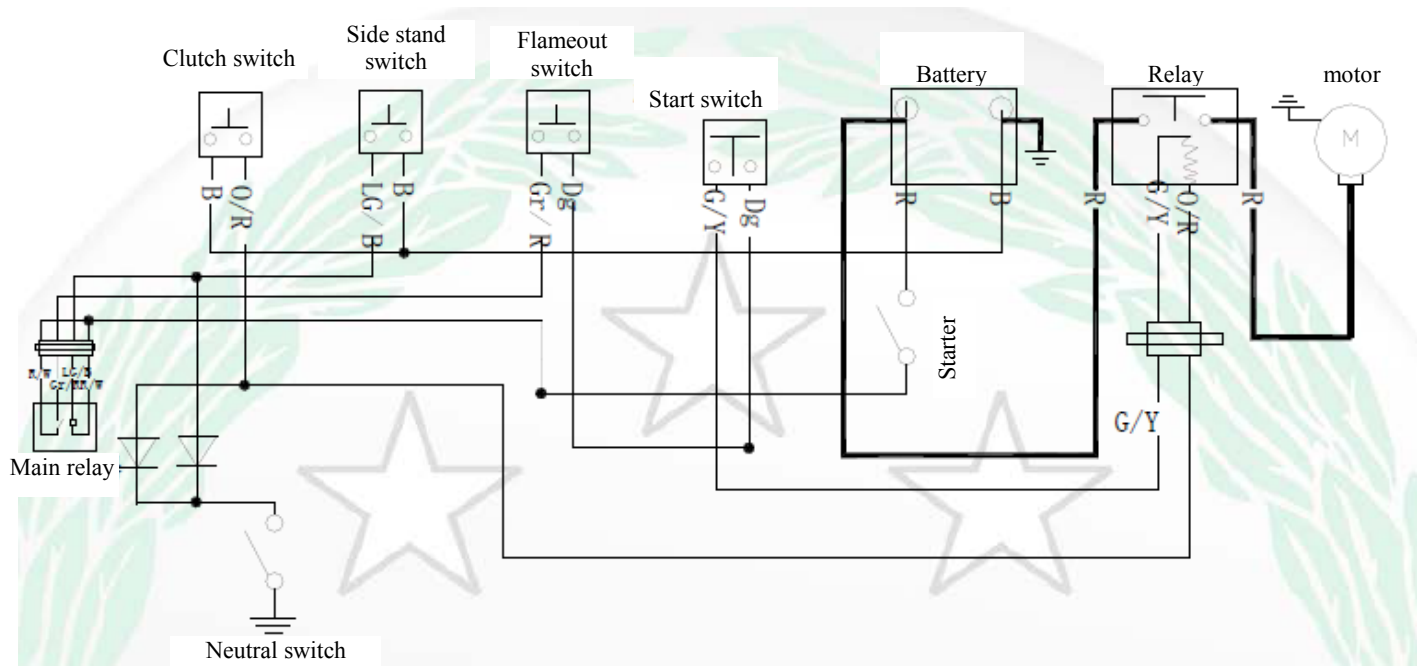 Clutch switch
Side stand
switch
Flameout
switch
Start switch
Battery
Relay
motor
M
B
O/R
LG/B
B
Gr/R
Dg
G/Y
Dg
R
B
R
G/Y
O/R
R
Starter
G/Y
R/W
LG/B
R/W
Main relay
Neutral switch